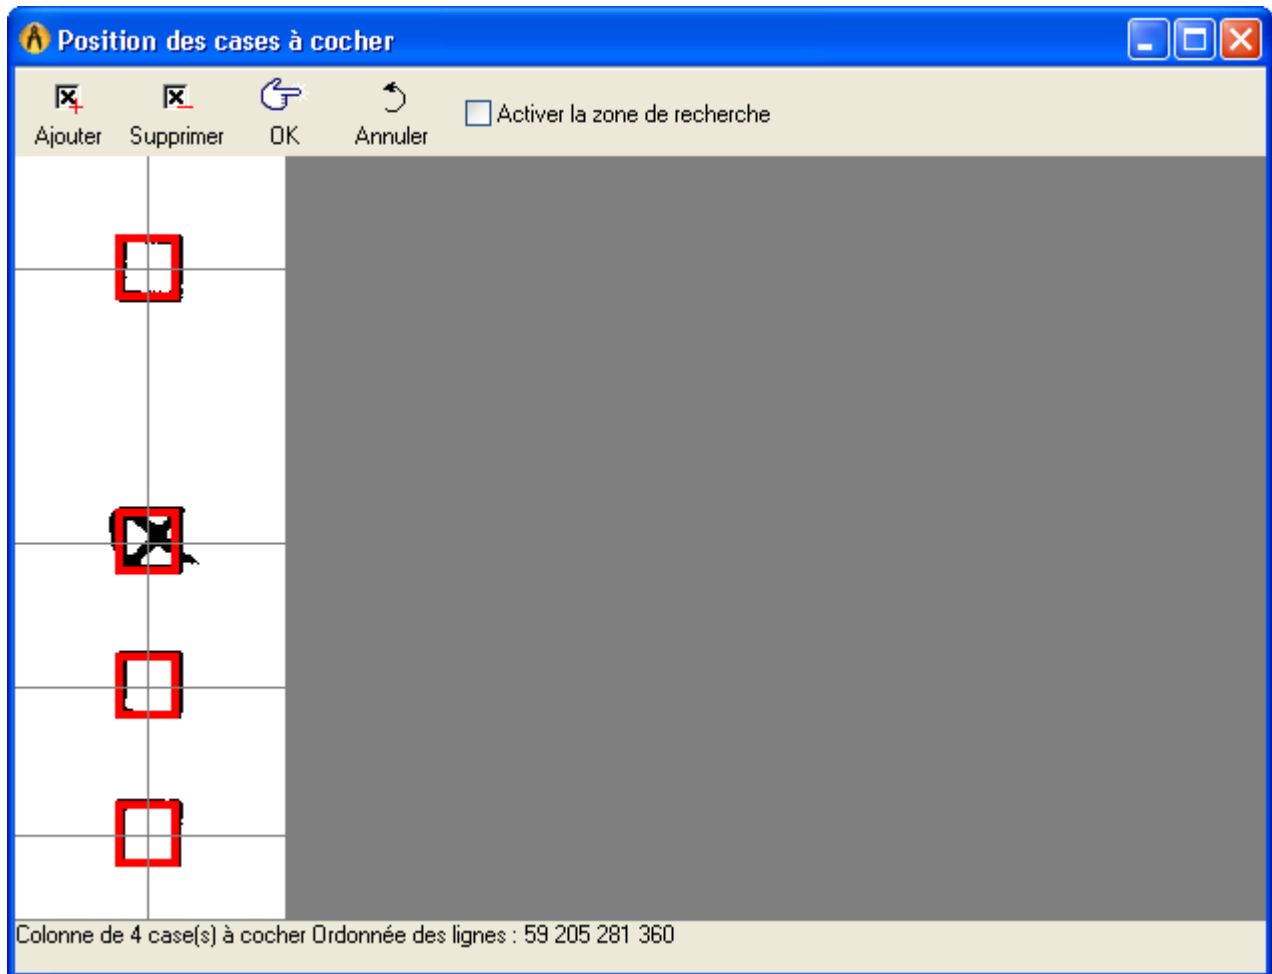 Position des cases à cocher
Ajouter Supprimer OK Annuler Activer la zone de recherche
Colonne de 4 case(s) à cocher Ordonnée des lignes : 59 205 281 360